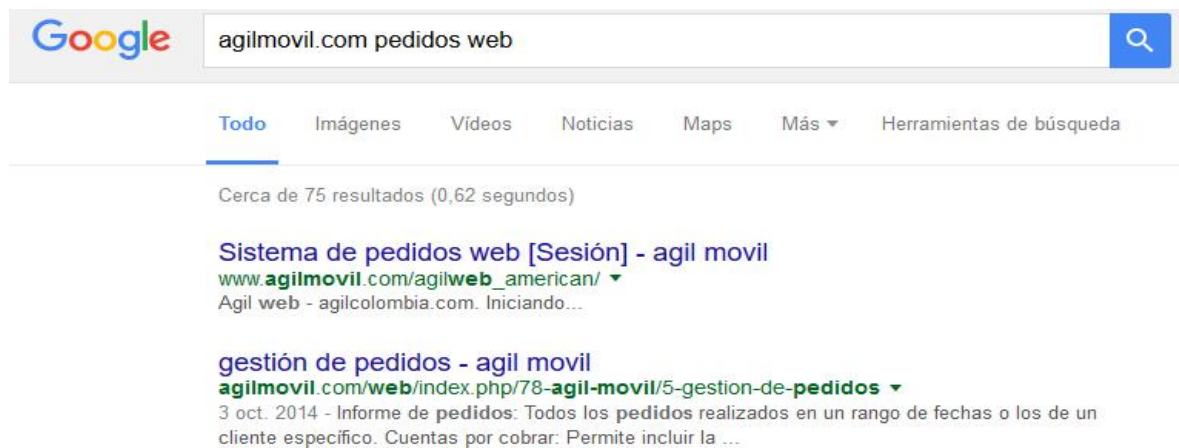 Google
agilmovil.com pedidos web
Todo Imágenes Vídeos Noticias Maps Más Herramientas de búsqueda
Cerca de 75 resultados (0,62 segundos)
Sistema de pedidos web [Sesión] - agil movil
www.agilmovil.com/agilweb_american/
Agil web - agilcolombia.com. Iniciando...
gestión de pedidos - agil movil
agilmovil.com/web/index.php/78-agil-movil/5-gestion-de-pedidos
3 oct. 2014 - Informe de pedidos: Todos los pedidos realizados en un rango de fechas o los de un
cliente específico. Cuentas por cobrar: Permite incluir la ...